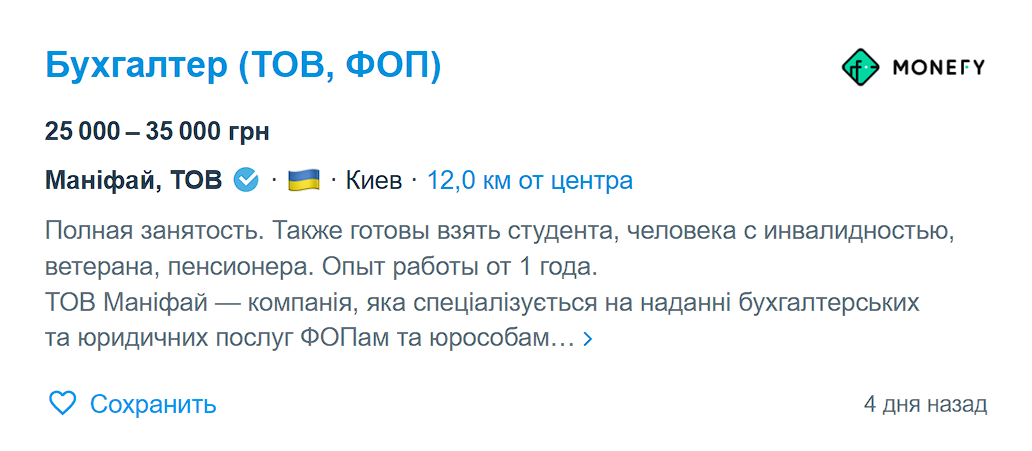 Бухгалтер (ТОВ, ФОП)
MONEFY
25 000 – 35 000 грн
Маніфай, ТОВ · · Киев · 12,0 км от центра
Полная занятость. Также готовы взять студента, человека с инвалидностью,
ветерана, пенсионера. Опыт работы от 1 года.
ТОВ Маніфай — компанія, яка спеціалізується на наданні бухгалтерських
та юридичних послуг ФОПам та юрособам…
Сохранить
4 дня назад